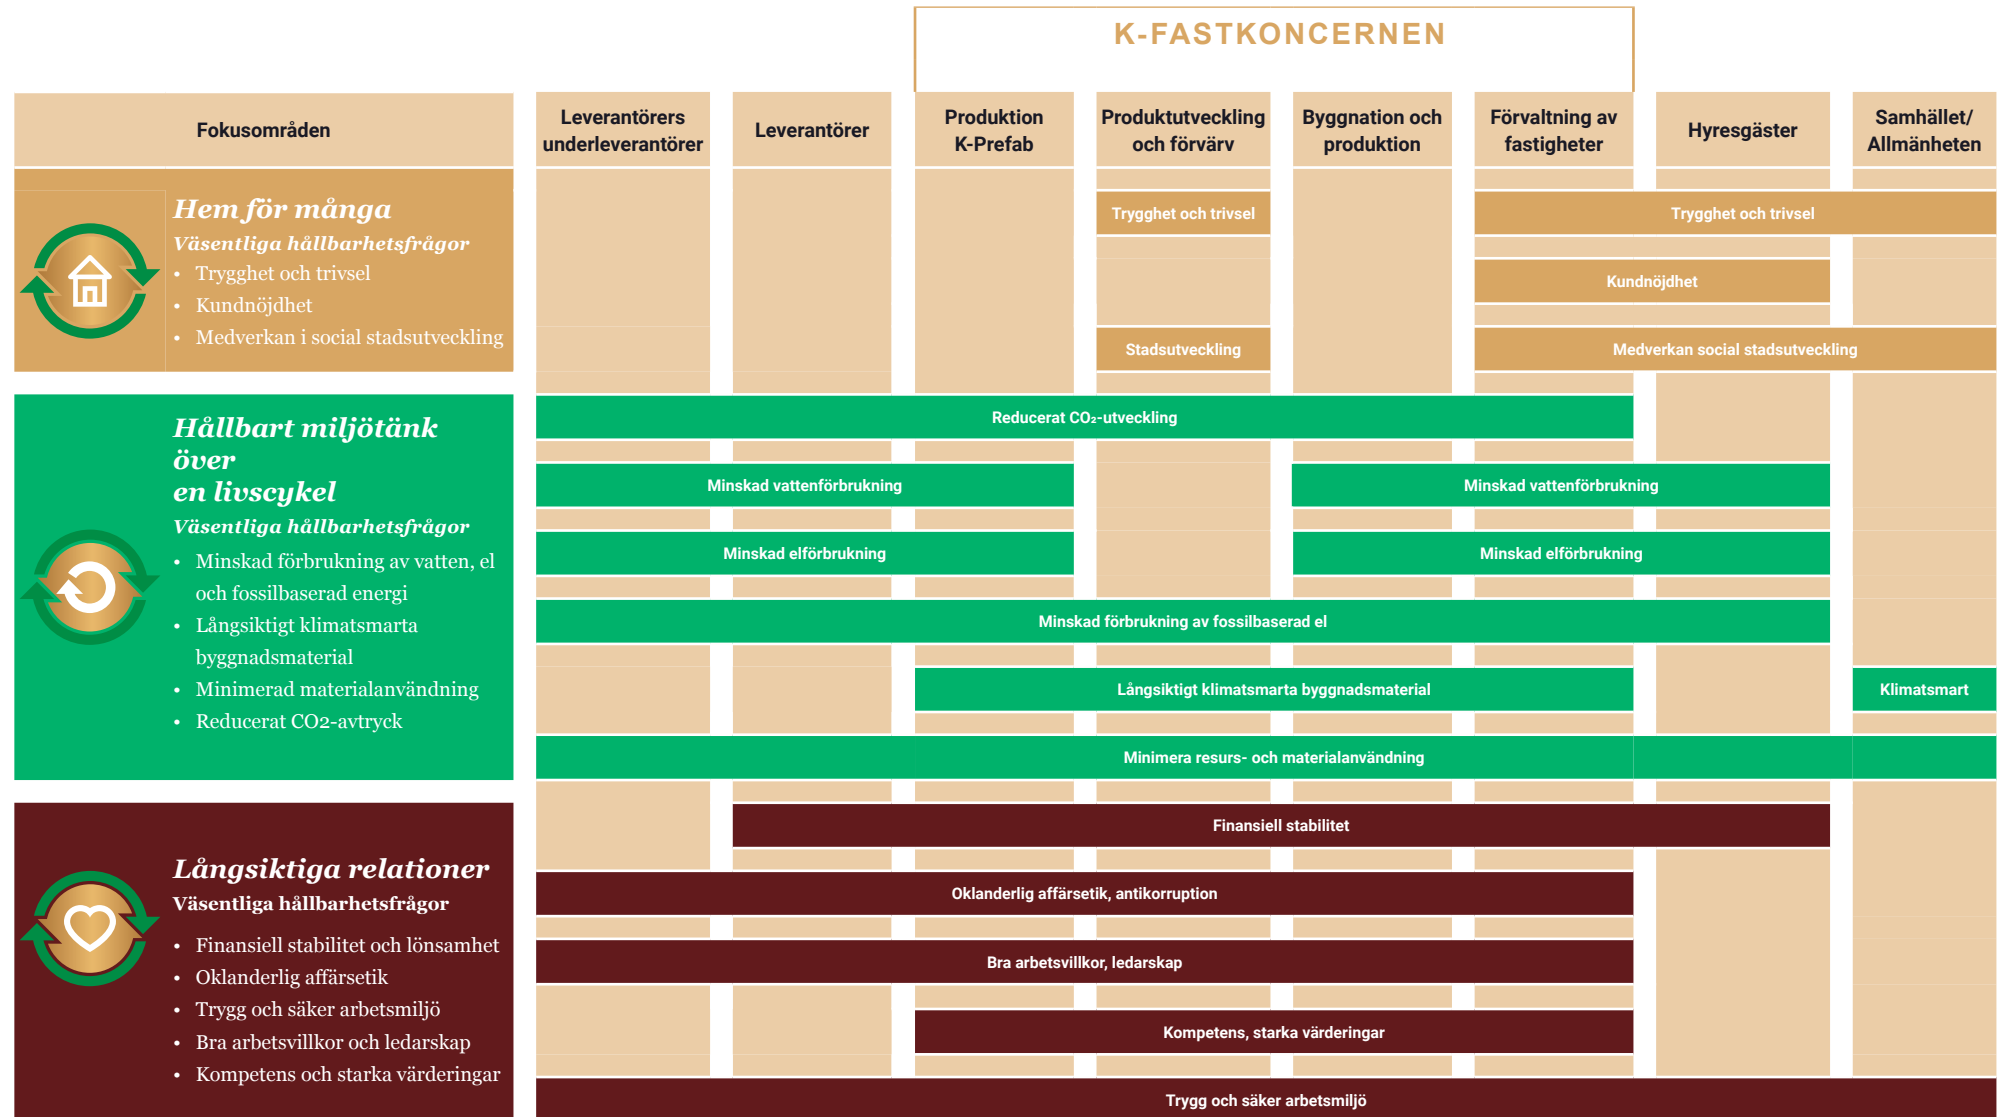 K-FASTKONCERNEN
Fokusområden
Leverantörers
underleverantörer
Leverantörer
Produktion
K-Prefab
Produktutveckling
och förvärv
Byggnation och
produktion
Förvaltning av
fastigheter
Hyresgäster
Samhället/
Allmänheten
Hem för många
Väsentliga hållbarhetsfrågor
• Trygghet och trivsel
• Kundnöjdhet
• Medverkan i social stadsutveckling
Trygghet och trivsel
Trygghet och trivsel
Kundnöjdhet
Stadsutveckling
Medverkan social stadsutveckling
Hållbart miljötänk
över
en livscykel
Väsentliga hållbarhetsfrågor
• Minskad förbrukning av vatten, el
och fossilbaserad energi
• Långsiktigt klimatsmarta
byggnadsmaterial
• Minimerad materialanvändning
• Reducerat CO2-avtryck
Reducerat CO₂-utveckling
Minskad vattenförbrukning
Minskad vattenförbrukning
Minskad elförbrukning
Minskad elförbrukning
Minskad förbrukning av fossilbaserad el
Långsiktigt klimatsmarta byggnadsmaterial
Klimatsmart
Minimera resurs- och materialanvändning
Långsiktiga relationer
Väsentliga hållbarhetsfrågor
• Finansiell stabilitet och lönsamhet
• Oklanderlig affärsetik
• Trygg och säker arbetsmiljö
• Bra arbetsvillkor och ledarskap
• Kompetens och starka värderingar
Finansiell stabilitet
Oklanderlig affärsetik, antikorruption
Bra arbetsvillkor, ledarskap
Kompetens, starka värderingar
Trygg och säker arbetsmiljö